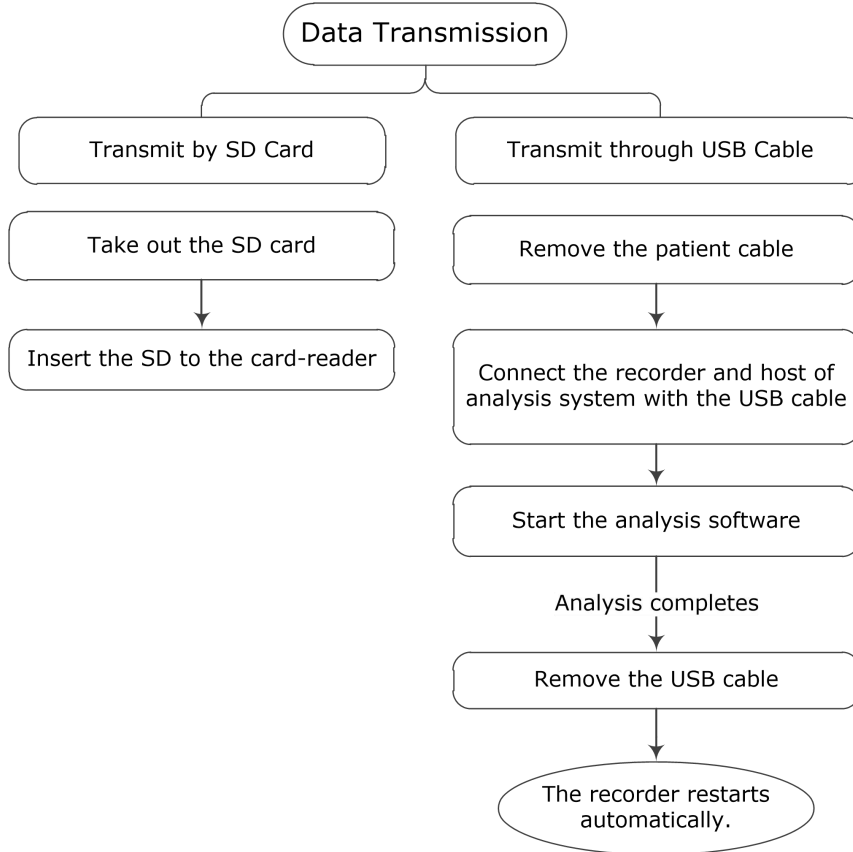 Data Transmission
Transmit by SD Card
Take out the SD card
Insert the SD to the card-reader
Transmit through USB Cable
Remove the patient cable
Connect the recorder and host of
analysis system with the USB cable
Start the analysis software
Analysis completes
Remove the USB cable
The recorder restarts
automatically.